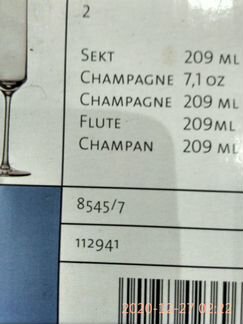 2
SEKT 209 ML
CHAMPAGNE 7,1 OZ
CHAMPAGNE 209 ML
FLUTE 209ML
CHAMPAN 209 ML
8545/7
112941
2020-12-27 02:22